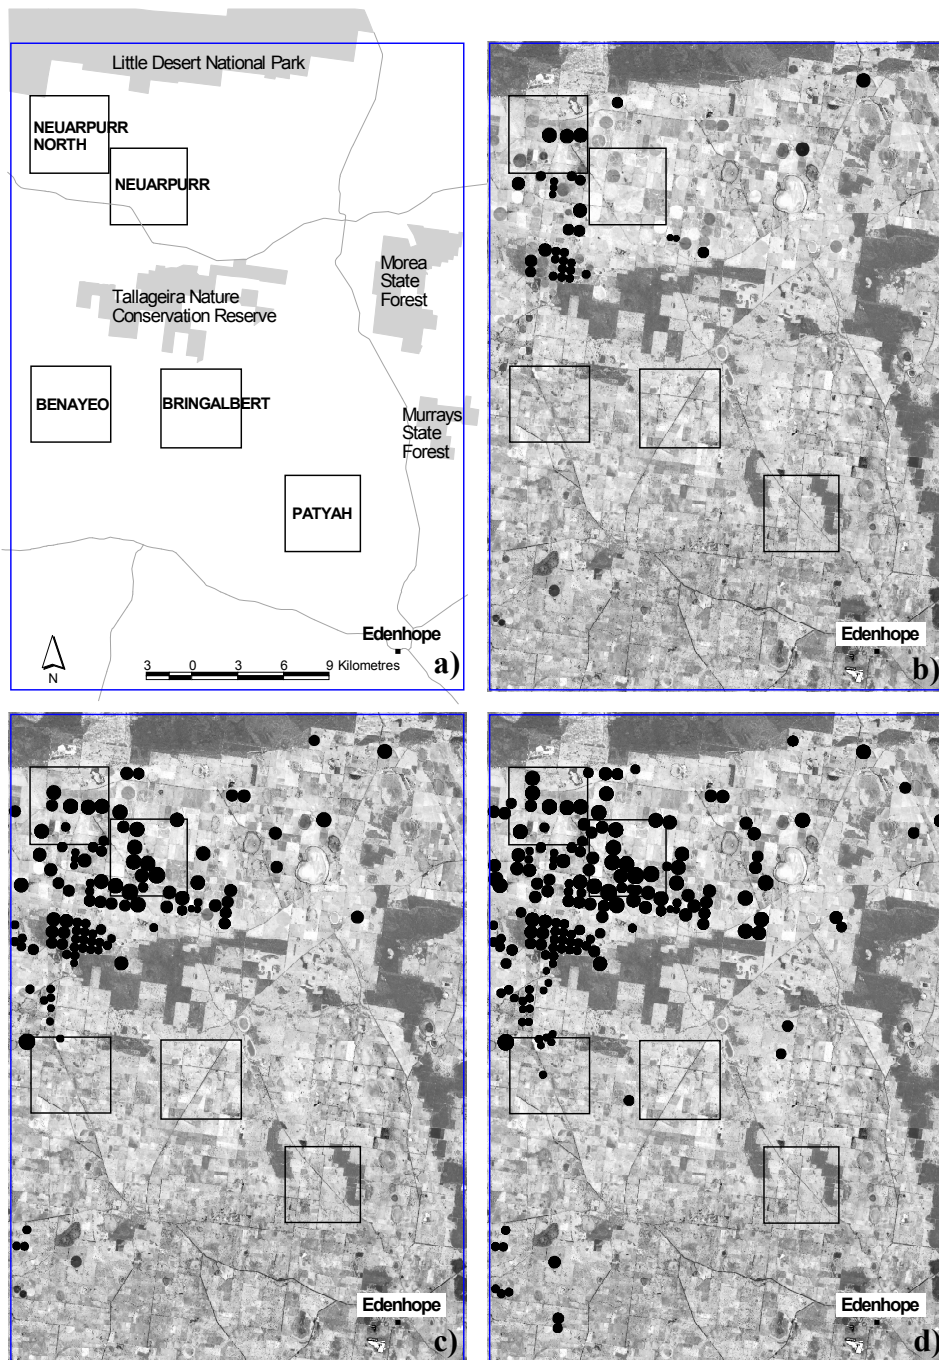 Little Desert National Park
NEUARPURR
NORTH
NEUARPURR
Morea
State
Forest
Tallageira Nature
Conservation Reserve
BENAYEO
BRINGALBERT
Murrays
State
Forest
PATYAH
Edenhope
N
3 0 3 6 9 Kilometres
a)
Edenhope
b)
Edenhope
c)
Edenhope
d)